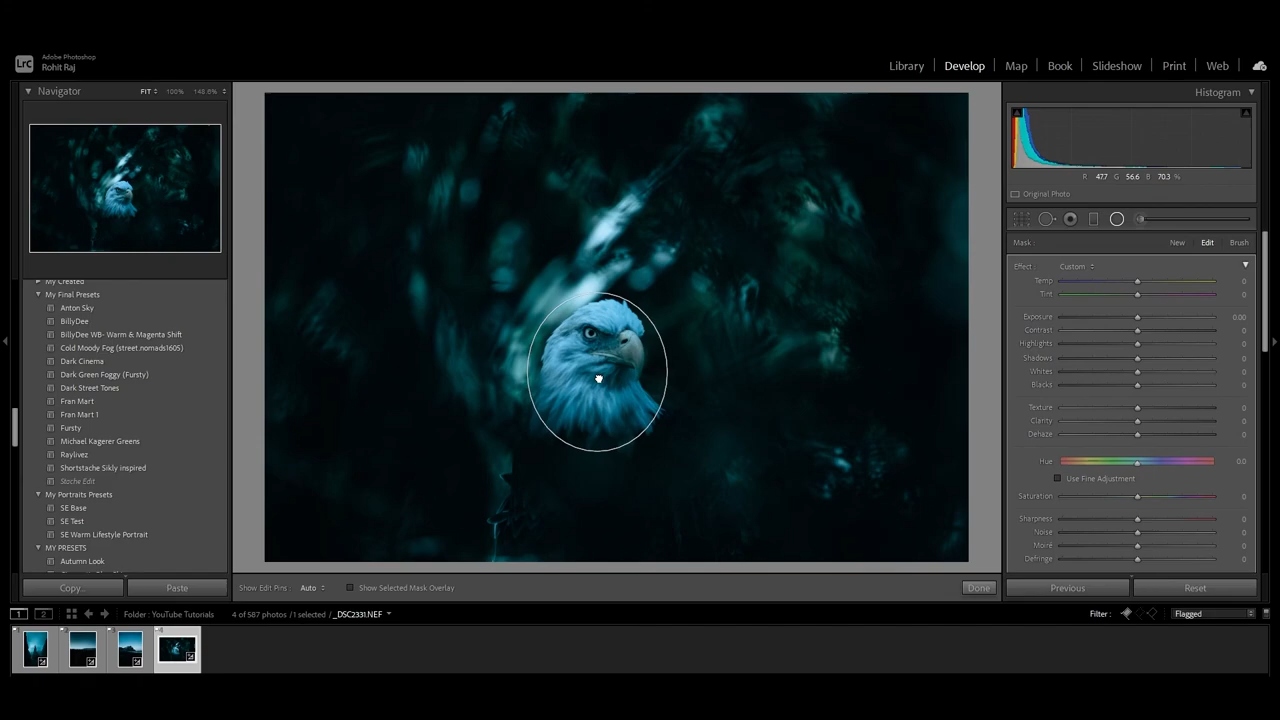 LrC
Adobe Photoshop
Rohit Raj
Library Develop Map Book Slideshow Print Web
Navigator FIT 100% 148.8%
Histogram
R 47.7 G 56.6 B 70.3 %
Original Photo
Mask : New Edit Brush
Effect : Custom
Temp 0
Tint 0
Exposure 0.00
Contrast 0
Highlights 0
Shadows 0
Whites 0
Blacks 0
Texture 0
Clarity 0
Dehaze 0
Hue 0.0
Use Fine Adjustment
Saturation 0
Sharpness 0
Noise 0
Moiré 0
Defringe 0
My Created
My Final Presets
Anton Sky
BillyDee
BillyDee WB- Warm & Magenta Shift
Cold Moody Fog (street.nomads1605)
Dark Cinema
Dark Green Foggy (Fursty)
Dark Street Tones
Fran Mart
Fran Mart 1
Fursty
Michael Kagerer Greens
Raylivez
Shortstache Sikly inspired
Stache Edit
My Portraits Presets
SE Base
SE Test
SE Warm Lifestyle Portrait
MY PRESETS
Autumn Look
Copy... Paste
Show Edit Pins : Auto Show Selected Mask Overlay Done
Previous Reset
1 2 Folder : YouTube Tutorials 4 of 587 photos / 1 selected / _DSC2331.NEF
Filter : Flagged